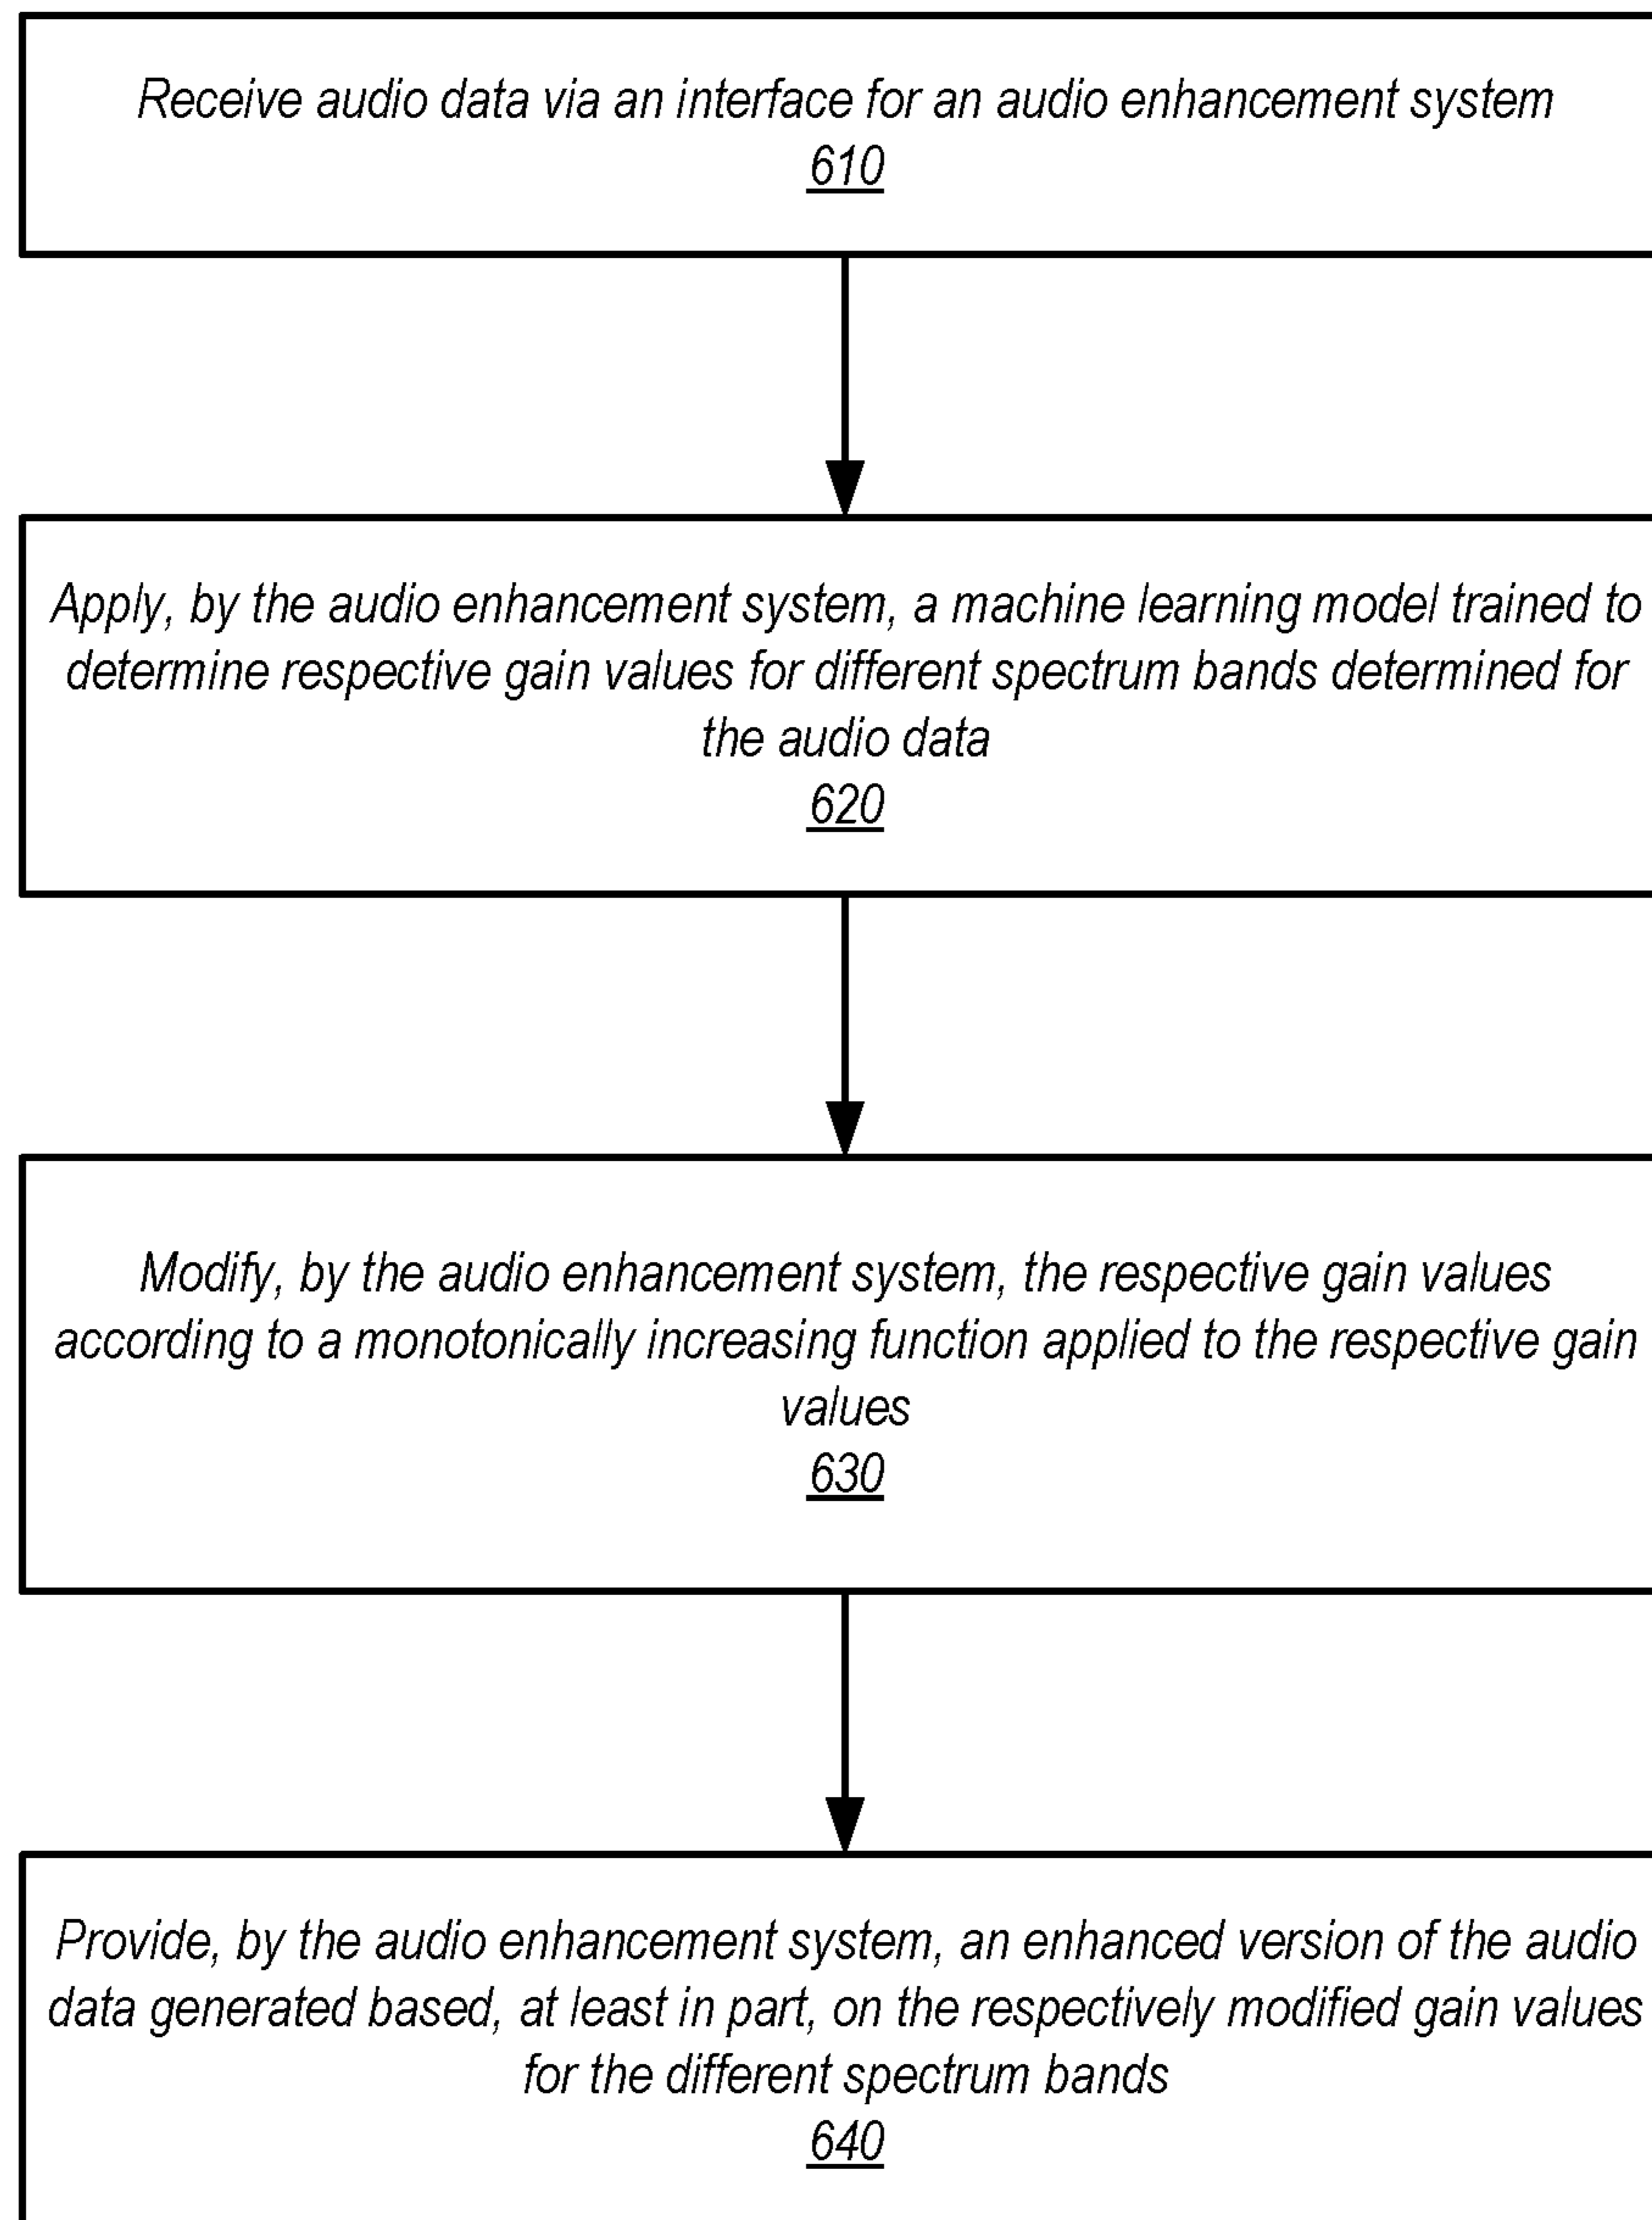 Receive audio data via an interface for an audio enhancement system
610
Apply, by the audio enhancement system, a machine learning model trained to
determine respective gain values for different spectrum bands determined for
the audio data
620
Modify, by the audio enhancement system, the respective gain values
according to a monotonically increasing function applied to the respective gain
values
630
Provide, by the audio enhancement system, an enhanced version of the audio
data generated based, at least in part, on the respectively modified gain values
for the different spectrum bands
640